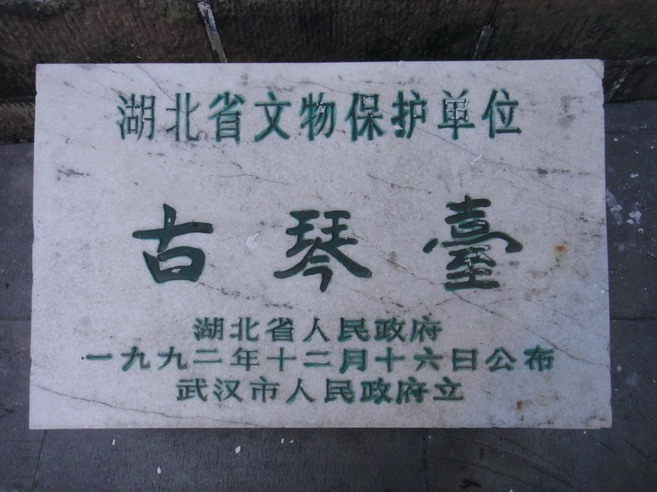 湖北省文物保护单位
古琴臺
湖北省人民政府
一九九二年十二月十六日公布
武汉市人民政府立